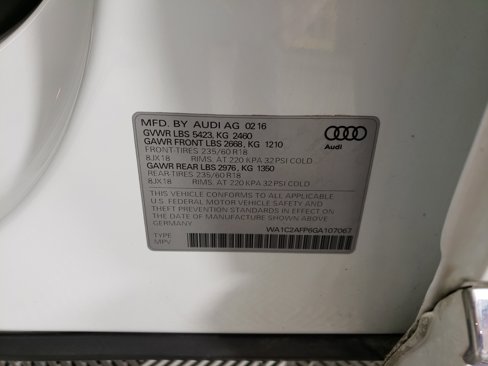 MFD. BY AUDI AG 02 16
GVWR LBS 5423, KG 2460
GAWR FRONT LBS 2668, KG 1210
FRONT-TIRES 235/60 R18
8JX18 RIMS. AT 220 KPA 32 PSI COLD
GAWR REAR LBS 2976, KG 1350
REAR-TIRES 235/60 R18
8JX18 RIMS. AT 220 KPA 32 PSI COLD
Audi
THIS VEHICLE CONFORMS TO ALL APPLICABLE
U.S. FEDERAL MOTOR VEHICLE SAFETY AND
THEFT PREVENTION STANDARDS IN EFFECT ON
THE DATE OF MANUFACTURE SHOWN ABOVE
GERMANY
WA1C2AFP6GA107067
TYPE
MPV